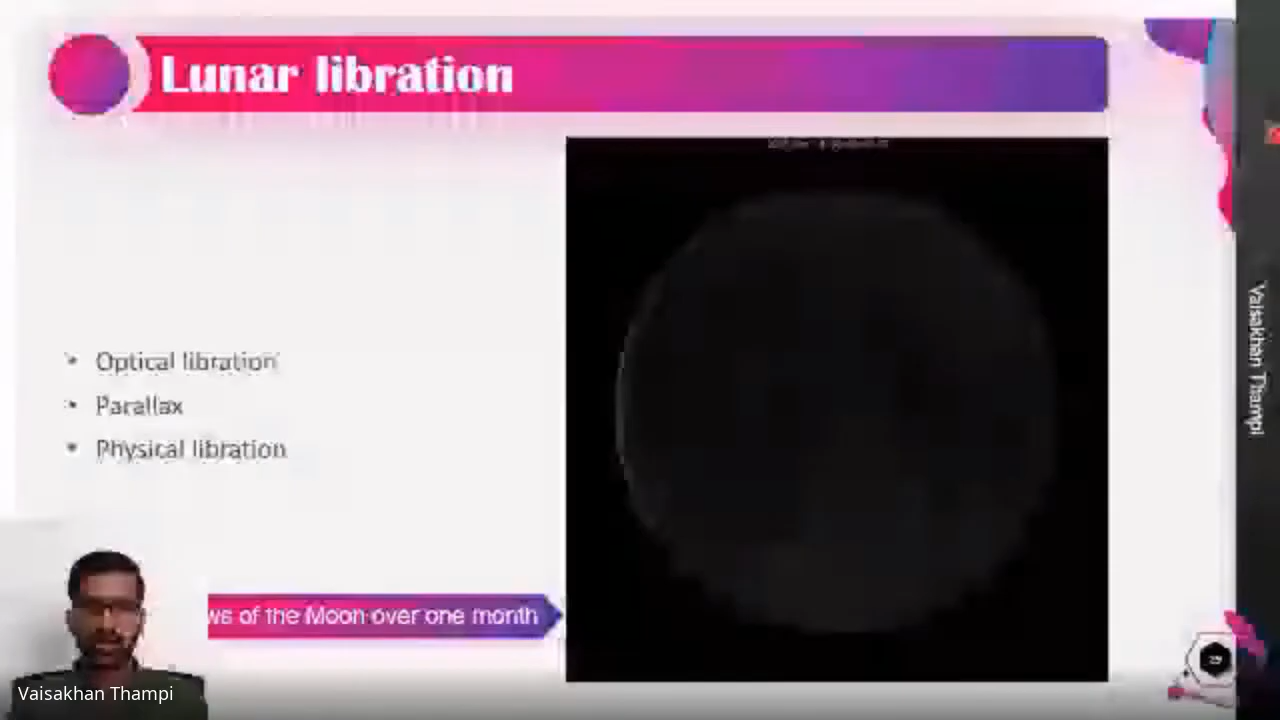 Lunar libration
Optical libration
Parallax
Physical libration
ws of the Moon over one month
Vaisakhan Thampi
Vaisakhan Thampi